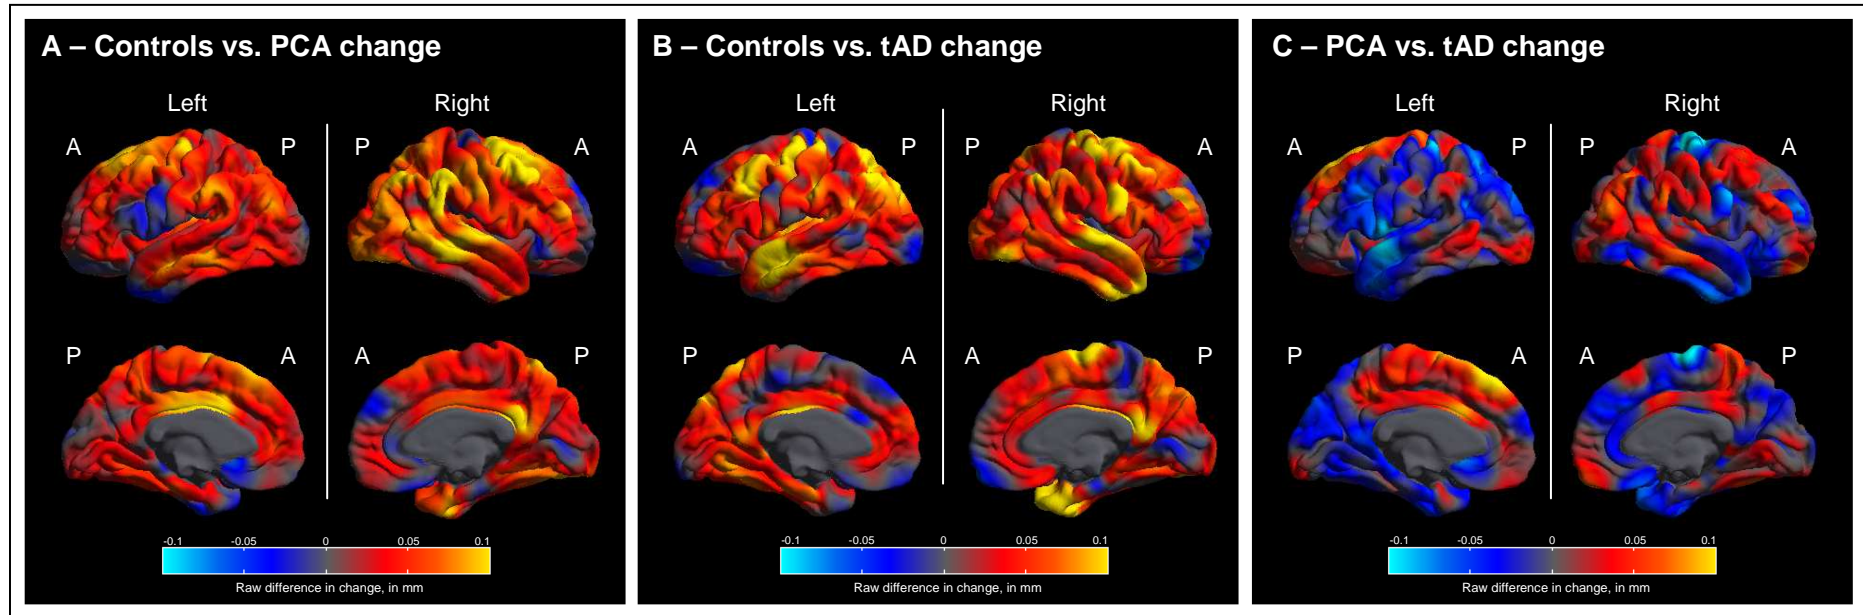 A – Controls vs. PCA change
Left Right
A P P A
P A A P
-0.1 -0.05 0 0.05 0.1
Raw difference in change, in mm
B – Controls vs. tAD change
Left Right
A P P A
P A A P
-0.1 -0.05 0 0.05 0.1
Raw difference in change, in mm
C – PCA vs. tAD change
Left Right
A P P A
P A A P
-0.1 -0.05 0 0.05 0.1
Raw difference in change, in mm